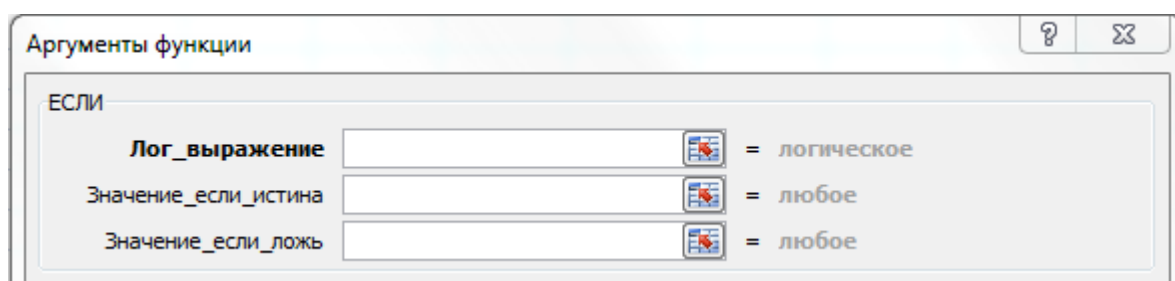 Аргументы функции
ЕСЛИ
Лог_выражение = логическое
Значение_если_истина = любое
Значение_если_ложь = любое